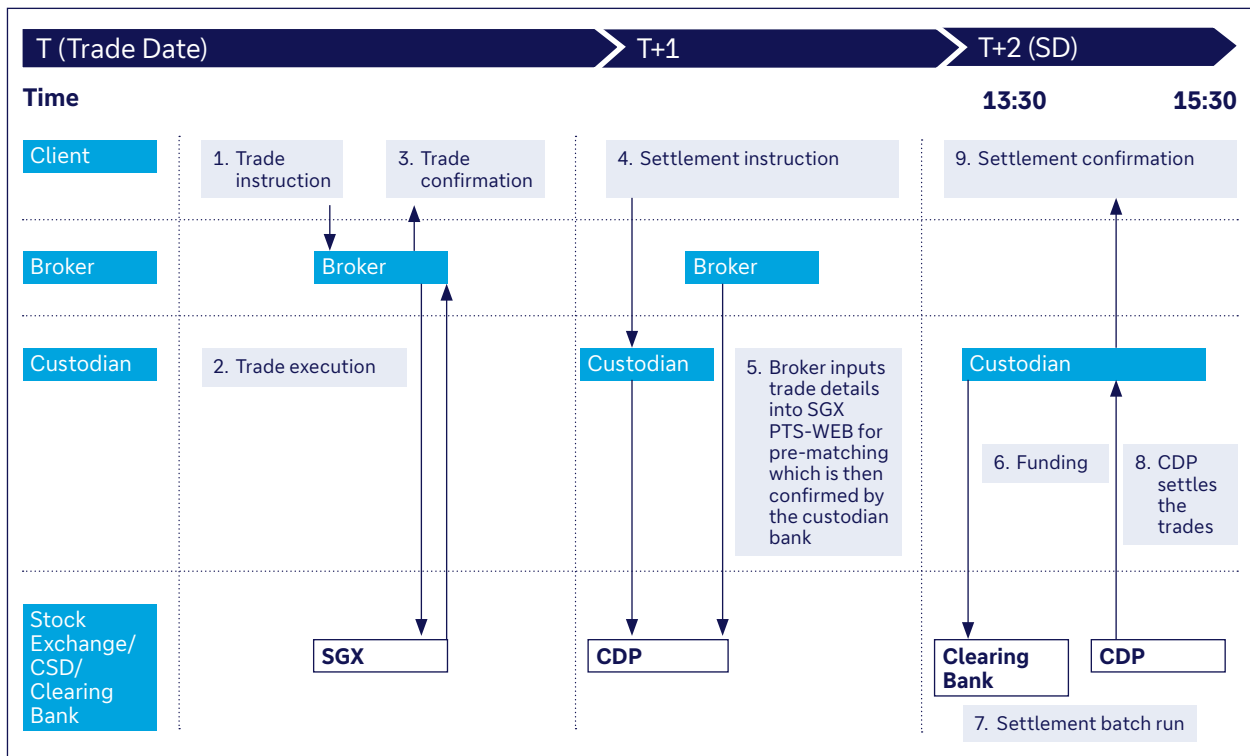 T (Trade Date)
T+1
T+2 (SD)
Time
13:30
15:30
Client
1. Trade
instruction
3. Trade
confirmation
4. Settlement instruction
9. Settlement confirmation
Broker
Broker
Broker
Custodian
2. Trade execution
Custodian
5. Broker inputs
trade details
into SGX
PTS-WEB for
pre-matching
which is then
confirmed by
the custodian
bank
Custodian
6. Funding
8. CDP
settles
the
trades
Stock
Exchange/
CSD/
Clearing
Bank
SGX
CDP
Clearing
Bank
CDP
7. Settlement batch run